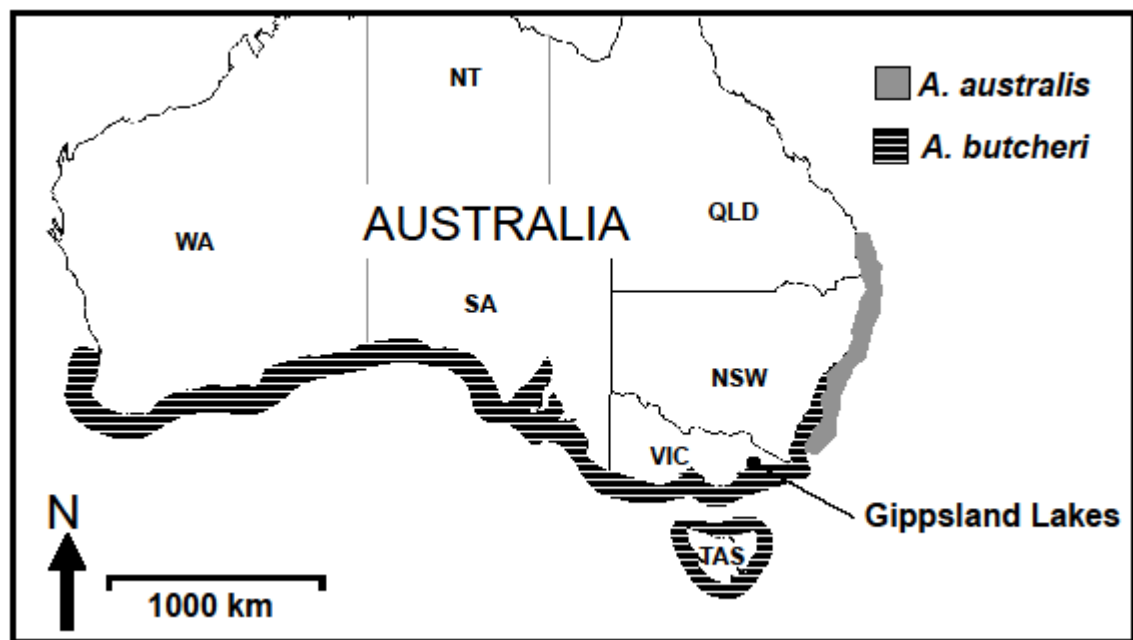 NT
A. australis
A. butcheri
QLD
AUSTRALIA
WA
SA
NSW
VIC
Gippsland Lakes
N
TAS
1000 km